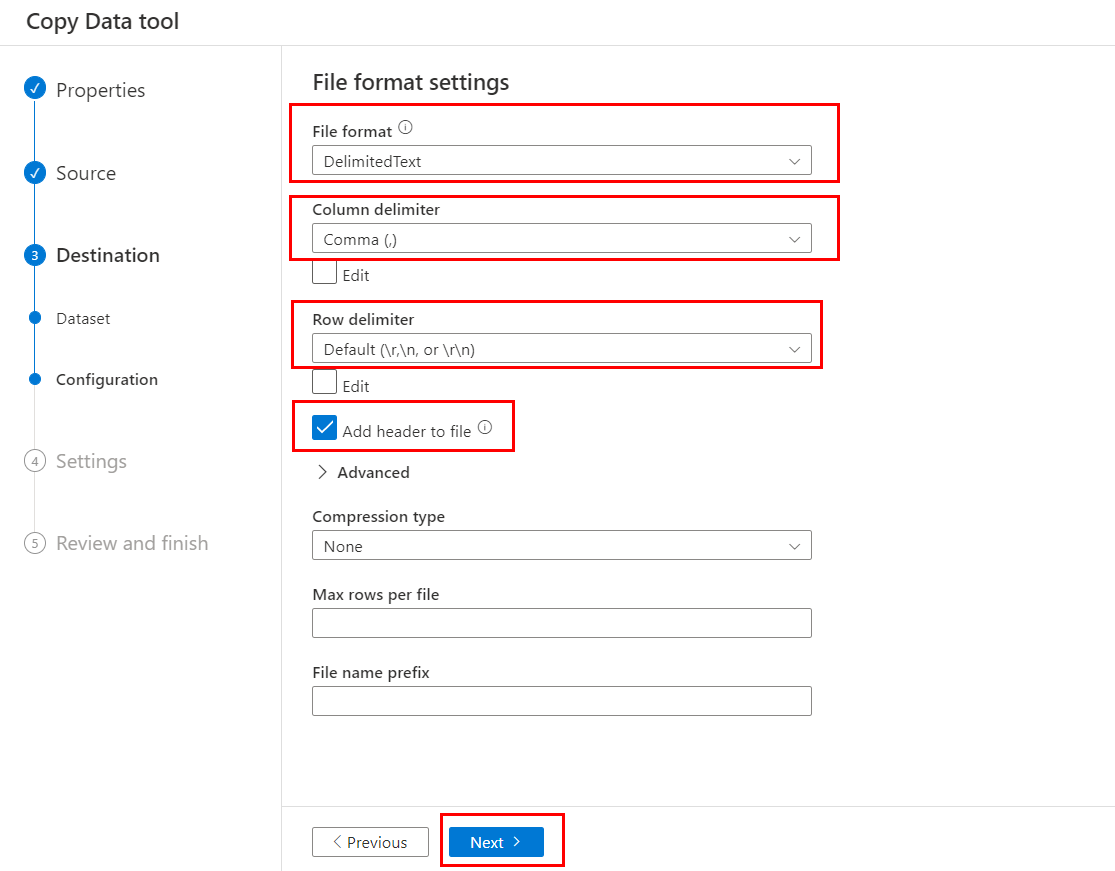 Copy Data tool
Properties
Source
3 Destination
Dataset
Configuration
4 Settings
5 Review and finish
File format settings
File format
DelimitedText
Column delimiter
Comma (,)
Edit
Row delimiter
Default (\r,\n, or \r\n)
Edit
Add header to file
Advanced
Compression type
None
Max rows per file
File name prefix
Previous
Next